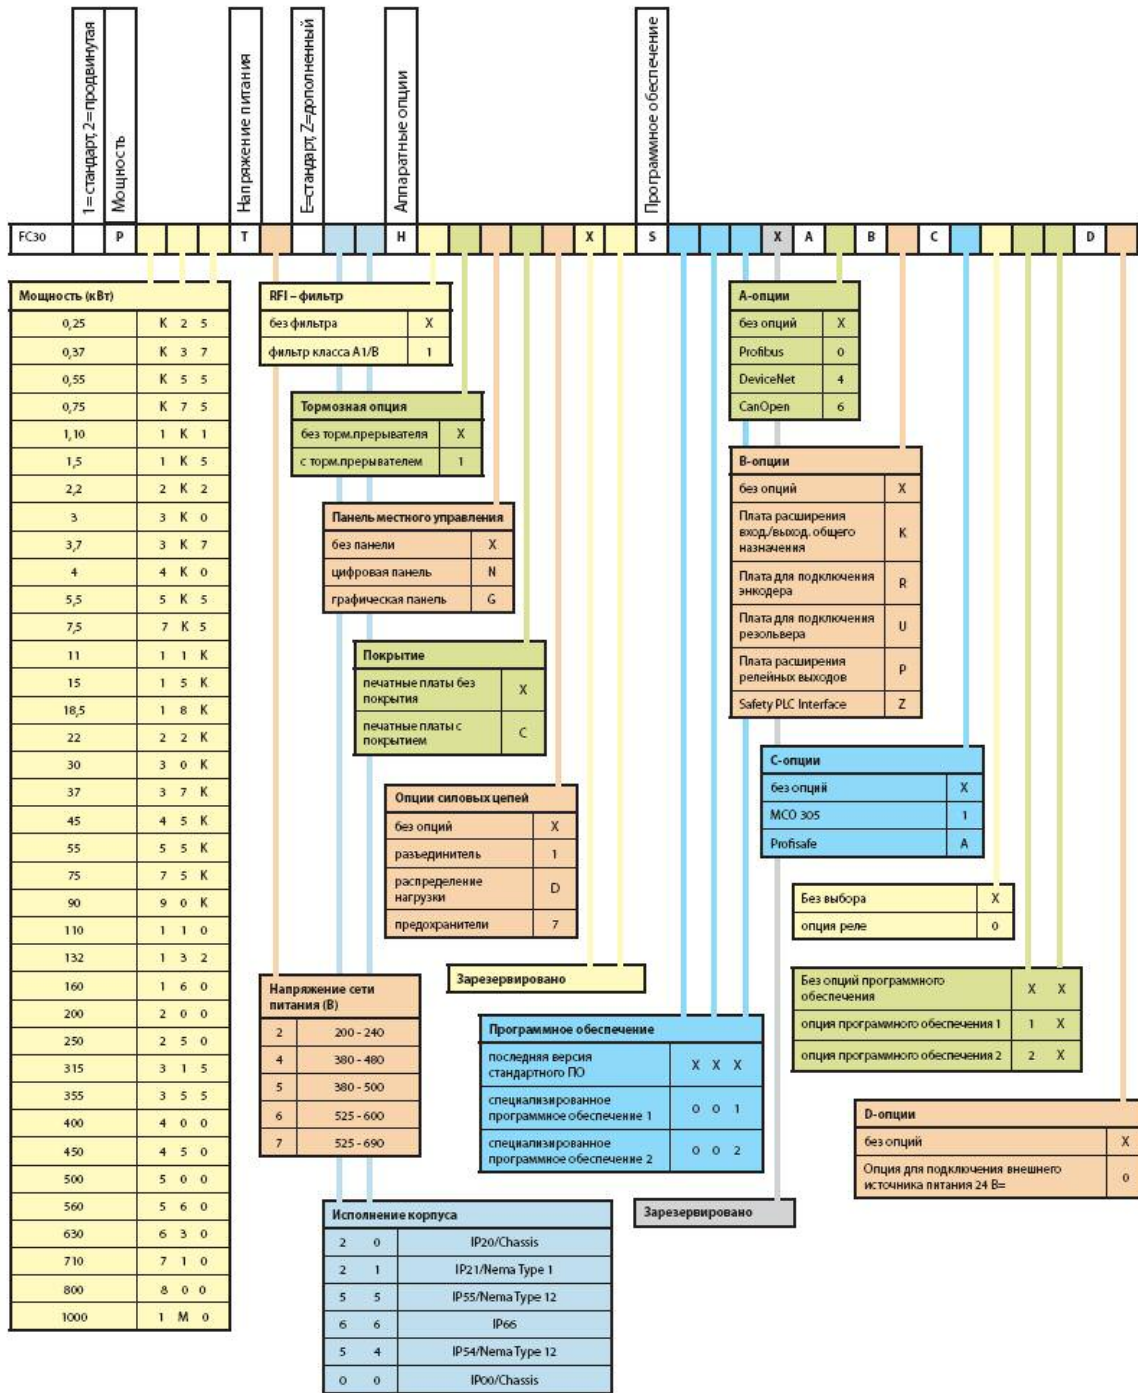 1=стандарт, 2=продвинутая
Мощность
Напряжение питания
E=стандарт, Z=дополненный
Аппаратные опции
Программное обеспечение
FC30 P T H X S X A B C D
Мощность (кВт)
0,25 K 2 5
0,37 K 3 7
0,55 K 5 5
0,75 K 7 5
1,10 1 K 1
1,5 1 K 5
2,2 2 K 2
3 3 K 0
3,7 3 K 7
4 4 K 0
5,5 5 K 5
7,5 7 K 5
11 1 1 K
15 1 5 K
18,5 1 8 K
22 2 2 K
30 3 0 K
37 3 7 K
45 4 5 K
55 5 5 K
75 7 5 K
90 9 0 K
110 1 1 0
132 1 3 2
160 1 6 0
200 2 0 0
250 2 5 0
315 3 1 5
355 3 5 5
400 4 0 0
450 4 5 0
500 5 0 0
560 5 6 0
630 6 3 0
710 7 1 0
800 8 0 0
1000 1 M 0
RFI – фильтр
без фильтра X
фильтр класса A1/B 1
Тормозная опция
без торм.прерывателя X
с торм.прерывателем 1
Панель местного управления
без панели X
цифровая панель N
графическая панель G
Покрытие
печатные платы без
покрытия X
печатные платы с
покрытием C
Опции силовых цепей
без опций X
разъединитель 1
распределение
нагрузки D
предохранители 7
Зарезервировано
Напряжение сети
питания (В)
2 200 - 240
4 380 - 480
5 380 - 500
6 525 - 600
7 525 - 690
Программное обеспечение
последняя версия
стандартного ПО X X X
специализированное
программное обеспечение 1 0 0 1
специализированное
программное обеспечение 2 0 0 2
Исполнение корпуса
2 0 IP20/Chassis
2 1 IP21/Nema Type 1
5 5 IP55/Nema Type 12
6 6 IP66
5 4 IP54/Nema Type 12
0 0 IP00/Chassis
Зарезервировано
A-опции
без опций X
Profibus 0
DeviceNet 4
CanOpen 6
B-опции
без опций X
Плата расширения
вход./выход. общего
назначения K
Плата для подключения
энкодера R
Плата для подключения
резольвера U
Плата расширения
релейных выходов P
Safety PLC Interface Z
C-опции
без опций X
MCO 305 1
Profisafe A
Без выбора X
опция реле 0
Без опций программного
обеспечения X X
опция программного обеспечения 1 1 X
опция программного обеспечения 2 2 X
D-опции
без опций X
Опция для подключения внешнего
источника питания 24 В= 0